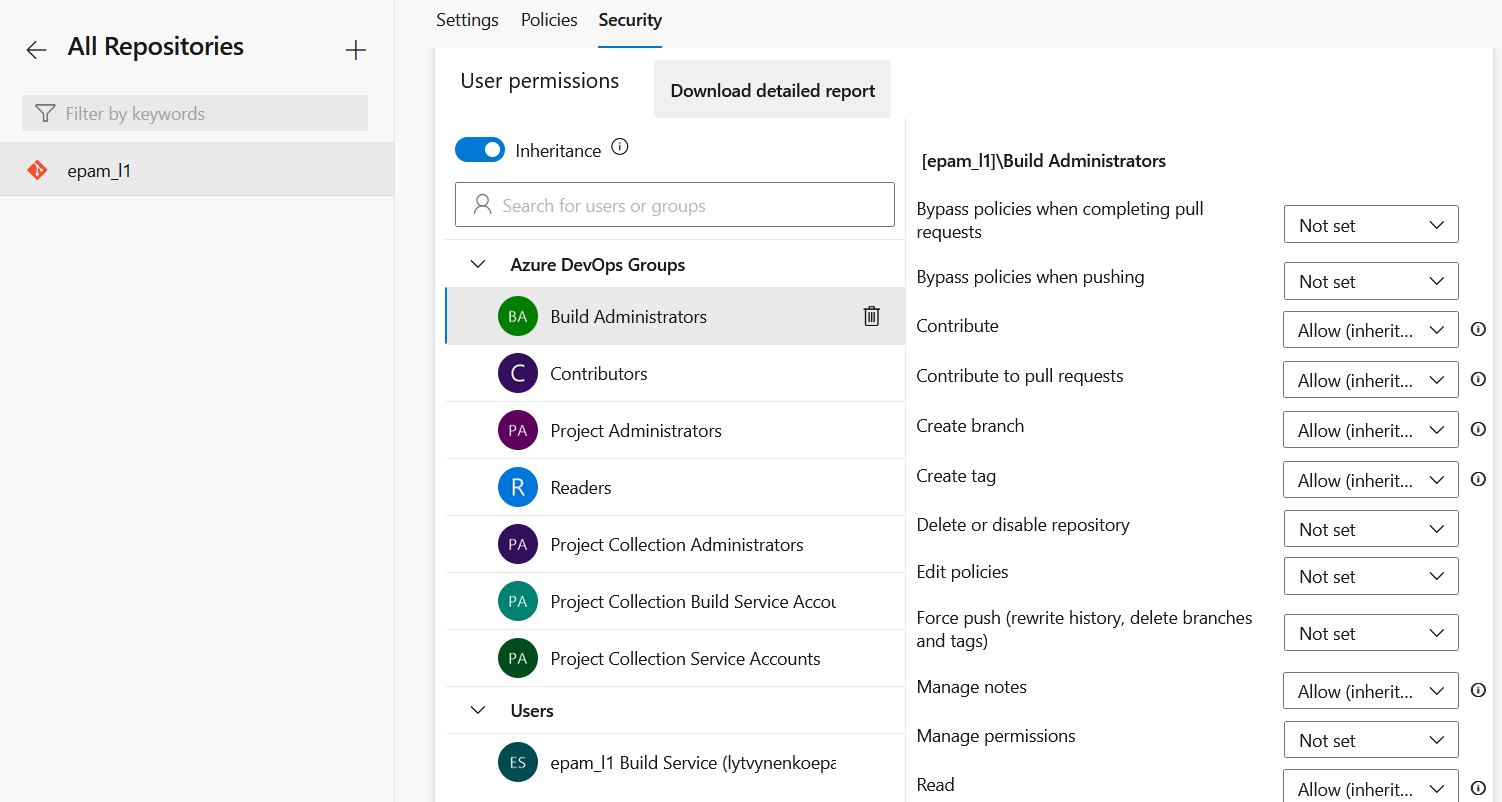 All Repositories
Filter by keywords
epam_l1
Settings Policies Security
User permissions
Download detailed report
Inheritance
Search for users or groups
Azure DevOps Groups
BA Build Administrators
C Contributors
PA Project Administrators
R Readers
PA Project Collection Administrators
PA Project Collection Build Service Accou
PA Project Collection Service Accounts
Users
ES epam_l1 Build Service (lytvynenkoepa
[epam_l1]\Build Administrators
Bypass policies when completing pull
requests
Not set
Bypass policies when pushing Not set
Contribute Allow (inherit...
Contribute to pull requests Allow (inherit...
Create branch Allow (inherit...
Create tag Allow (inherit...
Delete or disable repository Not set
Edit policies Not set
Force push (rewrite history, delete branches
and tags)
Not set
Manage notes Allow (inherit...
Manage permissions Not set
Read Allow (inherit...